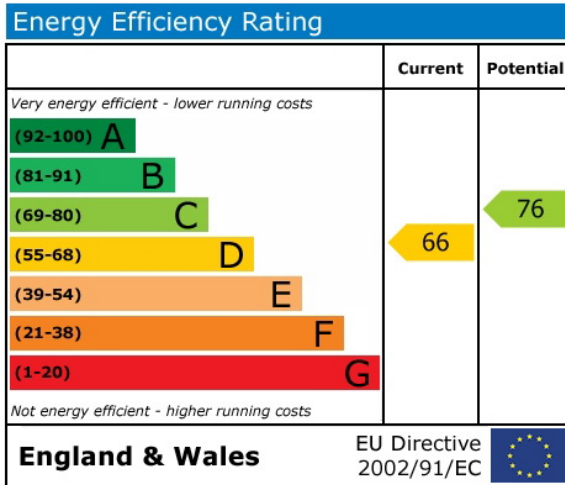 Energy Efficiency Rating
Current Potential
Very energy efficient - lower running costs
(92-100) A
(81-91) B
(69-80) C
76
(55-68) D
66
(39-54) E
(21-38) F
(1-20) G
Not energy efficient - higher running costs
England & Wales
EU Directive
2002/91/EC